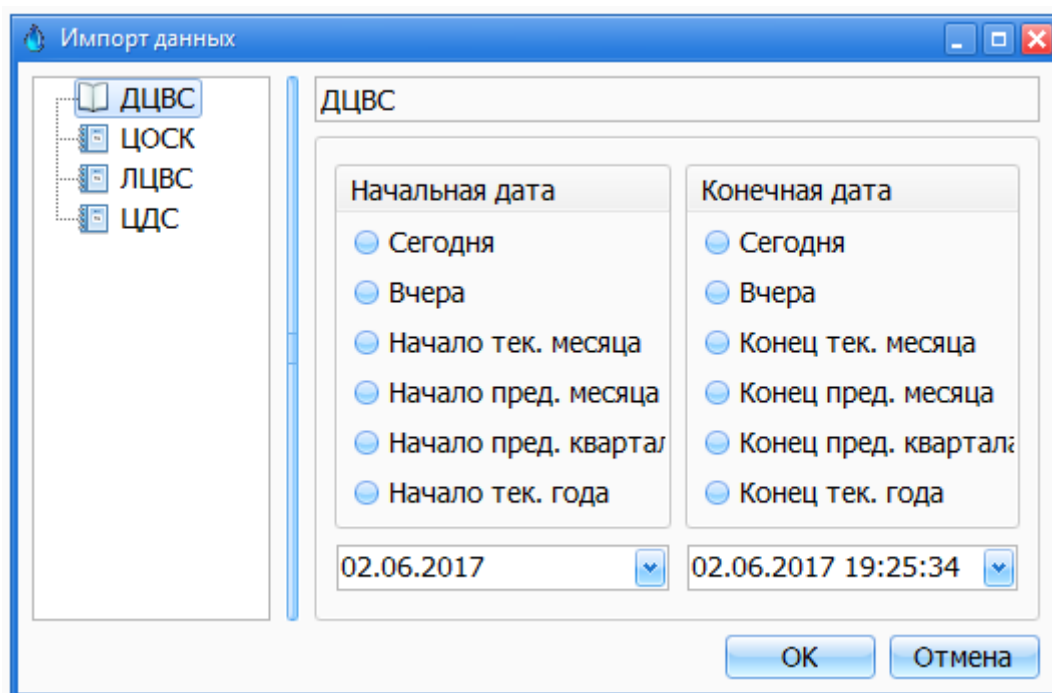 Импорт данных
ДЦВС
ЦОСК
ЛЦВС
ЦДС
ДЦВС
Начальная дата
Сегодня
Вчера
Начало тек. месяца
Начало пред. месяца
Начало пред. квартал
Начало тек. года
02.06.2017
Конечная дата
Сегодня
Вчера
Конец тек. месяца
Конец пред. месяца
Конец пред. квартала
Конец тек. года
02.06.2017 19:25:34
OK
Отмена